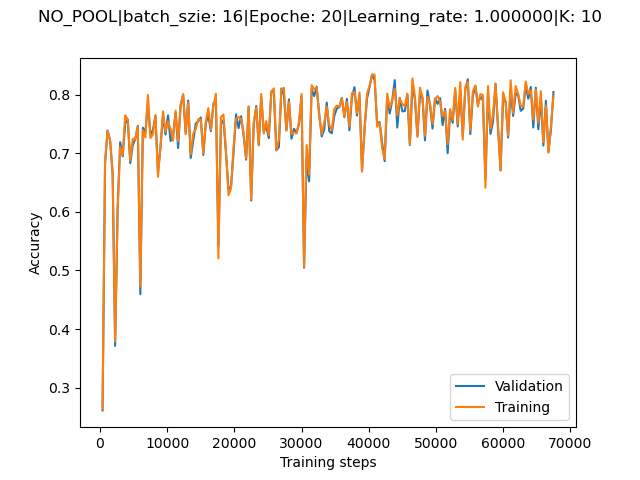 NO_POOL|batch_szie: 16|Epoche: 20|Learning_rate: 1.000000|K: 10
0.8
0.7
0.6
0.5
0.4
0.3
Accuracy
Validation
Training
0 10000 20000 30000 40000 50000 60000 70000
Training steps